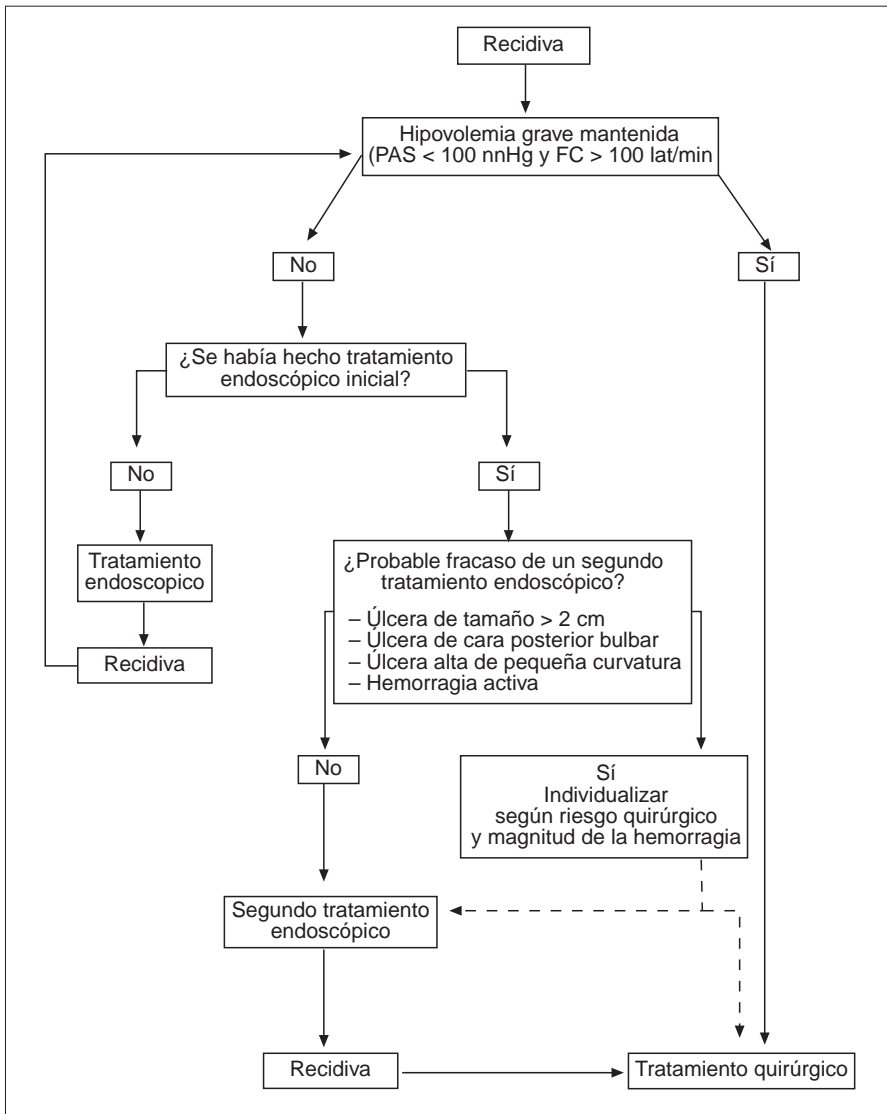 Recidiva
Hipovolemia grave mantenida
(PAS < 100 nnHg y FC > 100 lat/min
No
Sí
¿Se había hecho tratamiento
endoscópico inicial?
No
Sí
Tratamiento
endoscopico
Recidiva
¿Probable fracaso de un segundo
tratamiento endoscópico?
– Úlcera de tamaño > 2 cm
– Úlcera de cara posterior bulbar
– Úlcera alta de pequeña curvatura
– Hemorragia activa
No
Sí
Individualizar
según riesgo quirúrgico
y magnitud de la hemorragia
Segundo tratamiento
endoscópico
Recidiva
Tratamiento quirúrgico